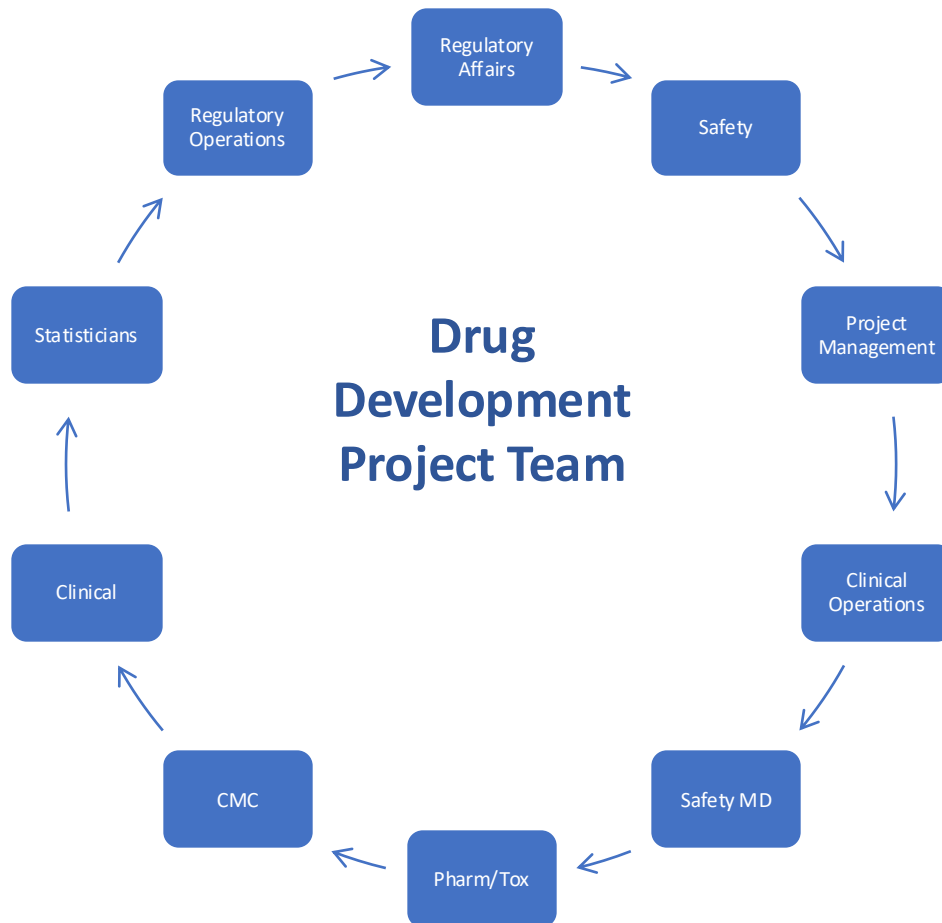 Regulatory
Affairs
Safety
Project
Management
Clinical
Operations
Safety MD
Pharm/Tox
CMC
Clinical
Statisticians
Regulatory
Operations
Drug
Development
Project Team